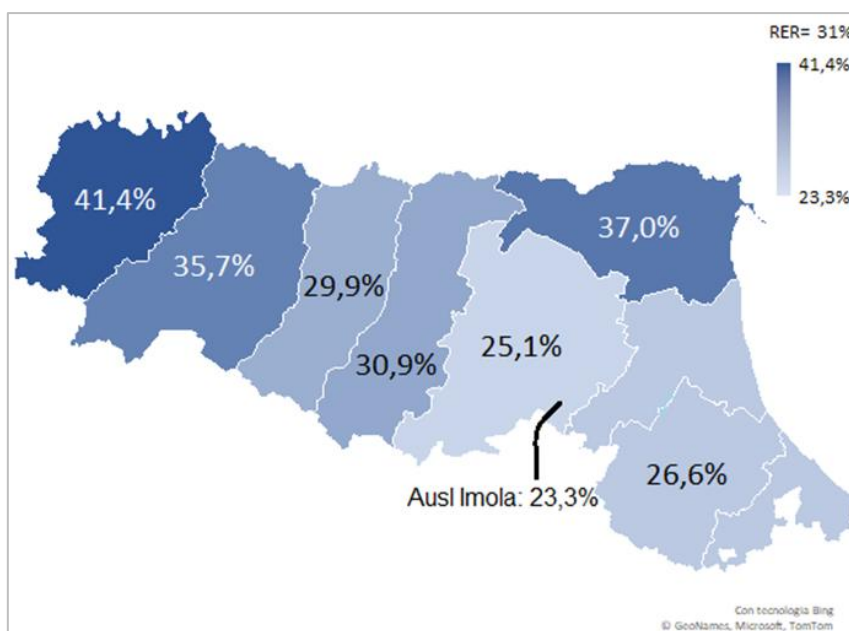 RER= 31%
41,4%
23,3%
41,4%
35,7%
37,0%
29,9%
25,1%
30,9%
26,6%
Ausl Imola: 23,3%
Con tecnologia Bing
© GeoNames, Microsoft, TomTom